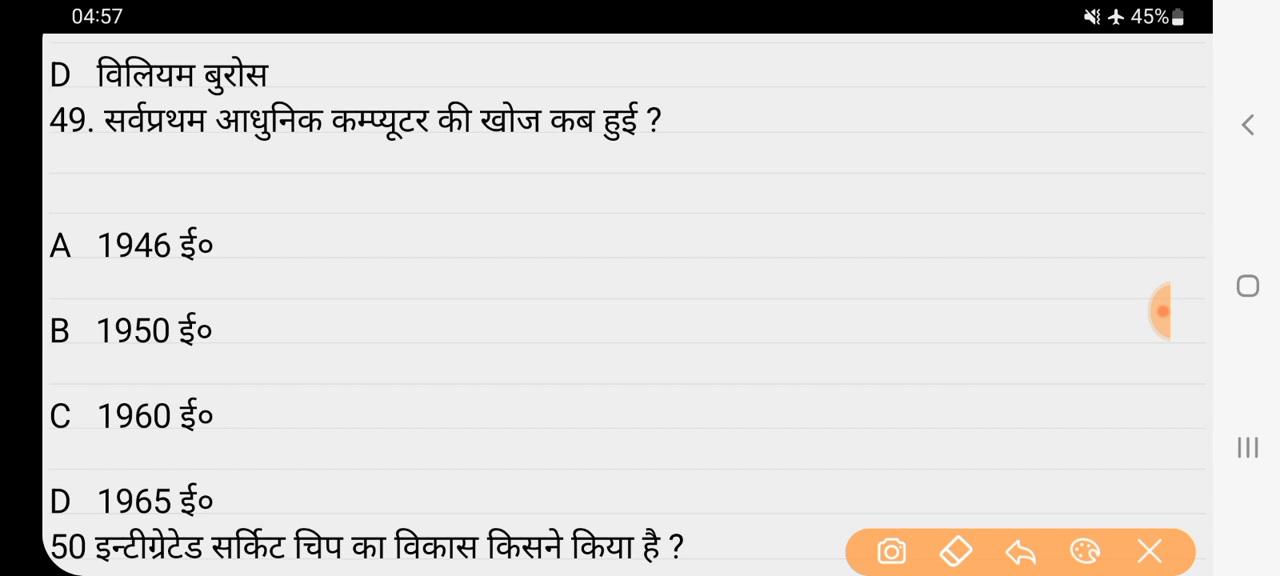 04:57
45%
D विलियम बुरोस
49. सर्वप्रथम आधुनिक कम्प्यूटर की खोज कब हुई ?
A 1946 ई०
B 1950 ई०
C 1960 ई०
D 1965 ई०
50 इन्टीग्रेटेड सर्किट चिप का विकास किसने किया है ?